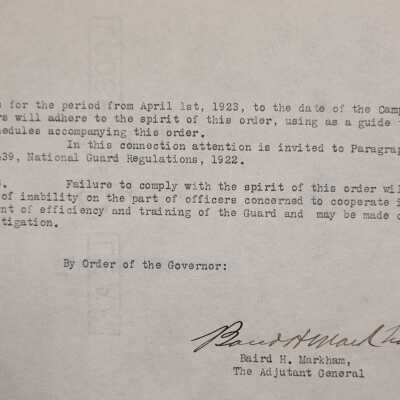 for the period from April 1st, 1923, to the date of the Camp
will adhere to the spirit of this order, using as a guide
accompanying this order.
In this connection attention is invited to Paragraph
439, National Guard Regulations, 1922.
Failure to comply with the spirit of this order will
of inability on the part of officers concerned to cooperate
of efficiency and training of the Guard and may be made

By Order of the Governor:
Baird H Markham
Baird H. Markham,
The Adjutant General